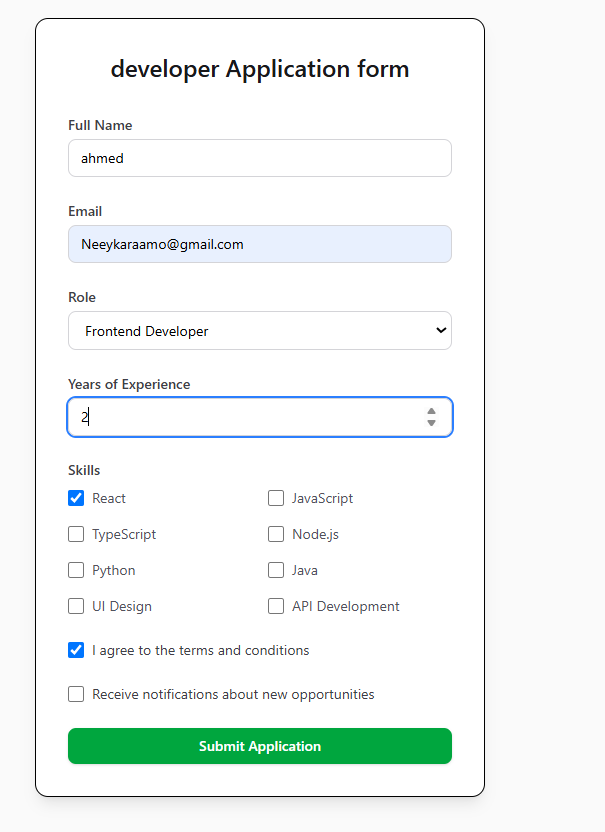 developer Application form
Full Name
ahmed
Email
Neeykaraamo@gmail.com
Role
Frontend Developer
Years of Experience
2
Skills
React JavaScript
TypeScript Node.js
Python Java
UI Design API Development
I agree to the terms and conditions
Receive notifications about new opportunities
Submit Application